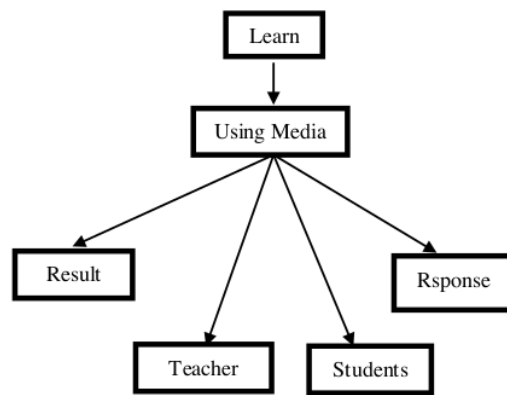 Learn
Using Media
Result
Rsponse
Teacher
Students